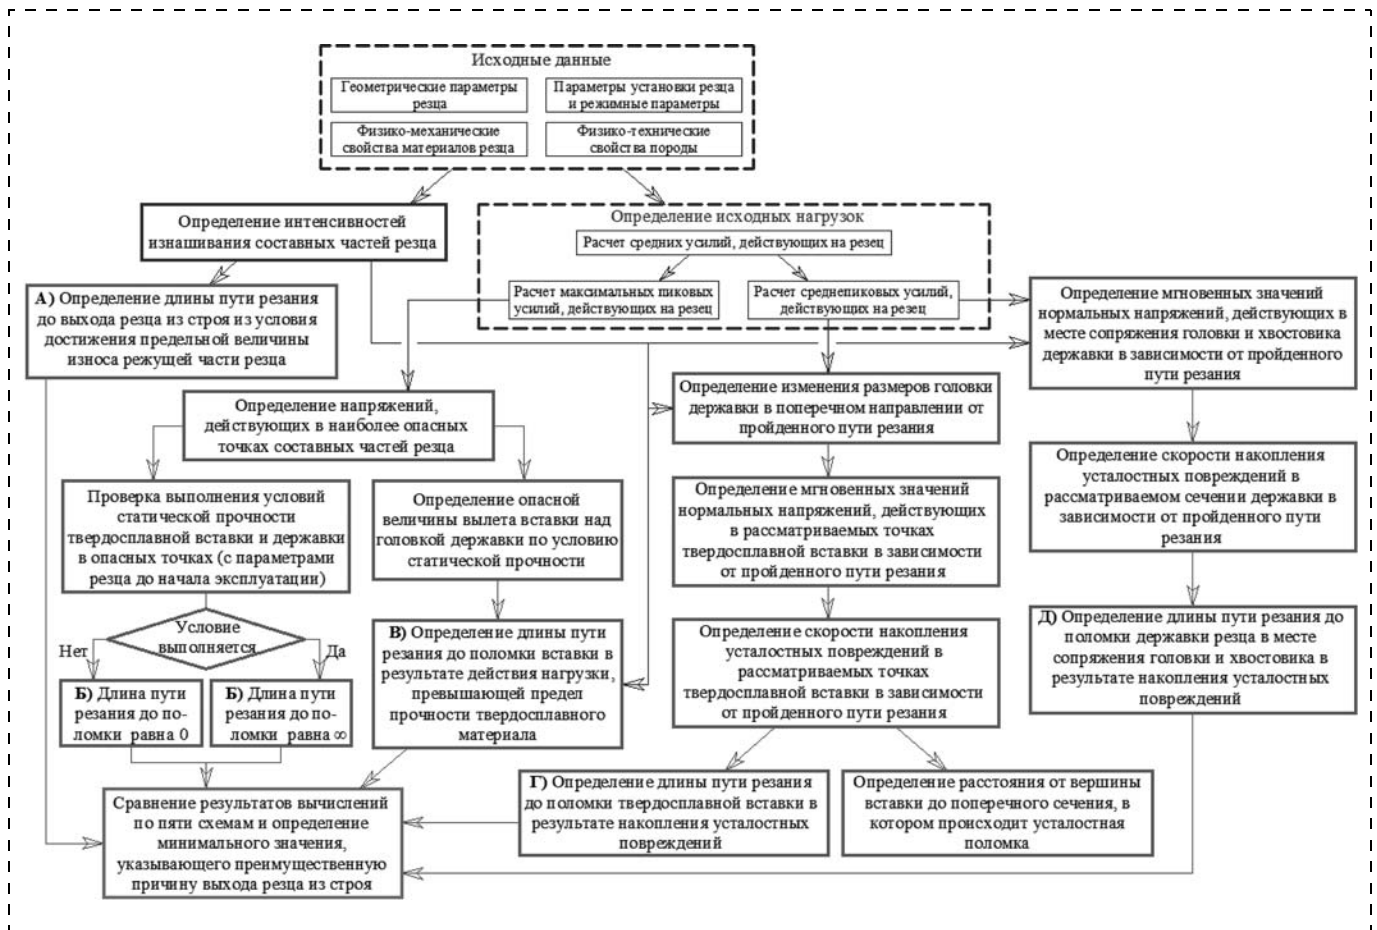 Исходные данные
Геометрические параметры
резца
Параметры установки резца
и режимные параметры
Физико-механические
свойства материалов резца
Физико-технические
свойства породы
Определение интенсивностей
изнашивания составных частей резца
Определение исходных нагрузок
Расчет средних усилий, действующих на резец
Расчет максимальных пиковых
усилий, действующих на резец
Расчет среднепиковых усилий,
действующих на резец
А) Определение длины пути резания
до выхода резца из строя из условия
достижения предельной величины
износа режущей части резца
Определение мгновенных значений
нормальных напряжений, действующих в
месте сопряжения головки и хвостовика
державки в зависимости от пройденного
пути резания
Определение напряжений,
действующих в наиболее опасных
точках составных частей резца
Определение изменения размеров головки
державки в поперечном направлении от
пройденного пути резания
Проверка выполнения условий
статической прочности
твердосплавной вставки и державки
в опасных точках (с параметрами
резца до начала эксплуатации)
Определение опасной
величины вылета вставки над
головкой державки по условию
статической прочности
Определение мгновенных значений
нормальных напряжений, действующих
в рассматриваемых точках
твердосплавной вставки в зависимости
от пройденного пути резания
Определение скорости накопления
усталостных повреждений в
рассматриваемом сечении державки в
зависимости от пройденного пути
резания
Условие
выполняется
Нет
Да
Б) Длина пути
резания до по-
ломки равна 0
Б) Длина пути
резания до по-
ломки равна ∞
В) Определение длины пути
резания до поломки вставки в
результате действия нагрузки,
превышающей предел
прочности твердосплавного
материала
Определение скорости накопления
усталостных повреждений в
рассматриваемых точках
твердосплавной вставки в зависимости
от пройденного пути резания
Д) Определение длины пути резания до
поломки державки резца в месте
сопряжения головки и хвостовика в
результате накопления усталостных
повреждений
Сравнение результатов вычислений
по пяти схемам и определение
минимального значения,
указывающего преимущественную
причину выхода резца из строя
Г) Определение длины пути резания
до поломки твердосплавной вставки в
результате накопления усталостных
повреждений
Определение расстояния от вершины
вставки до поперечного сечения, в
котором происходит усталостная
поломка